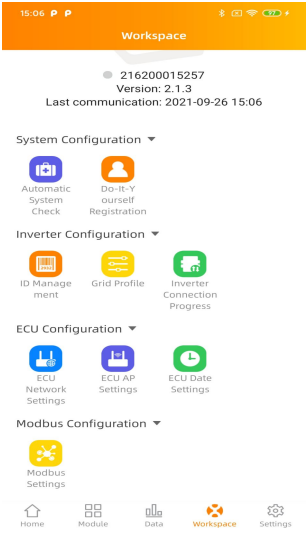 15:06 P P 97
Workspace
216200015257
Version: 2.1.3
Last communication: 2021-09-26 15:06
System Configuration
Automatic
System
Check
Do-It-Y
ourself
Registration
Inverter Configuration
ID Manage
ment
Grid Profile
Inverter
Connection
Progress
ECU Configuration
ECU
Network
Settings
ECU AP
Settings
ECU Date
Settings
Modbus Configuration
Modbus
Settings
Home Module Data Workspace Settings